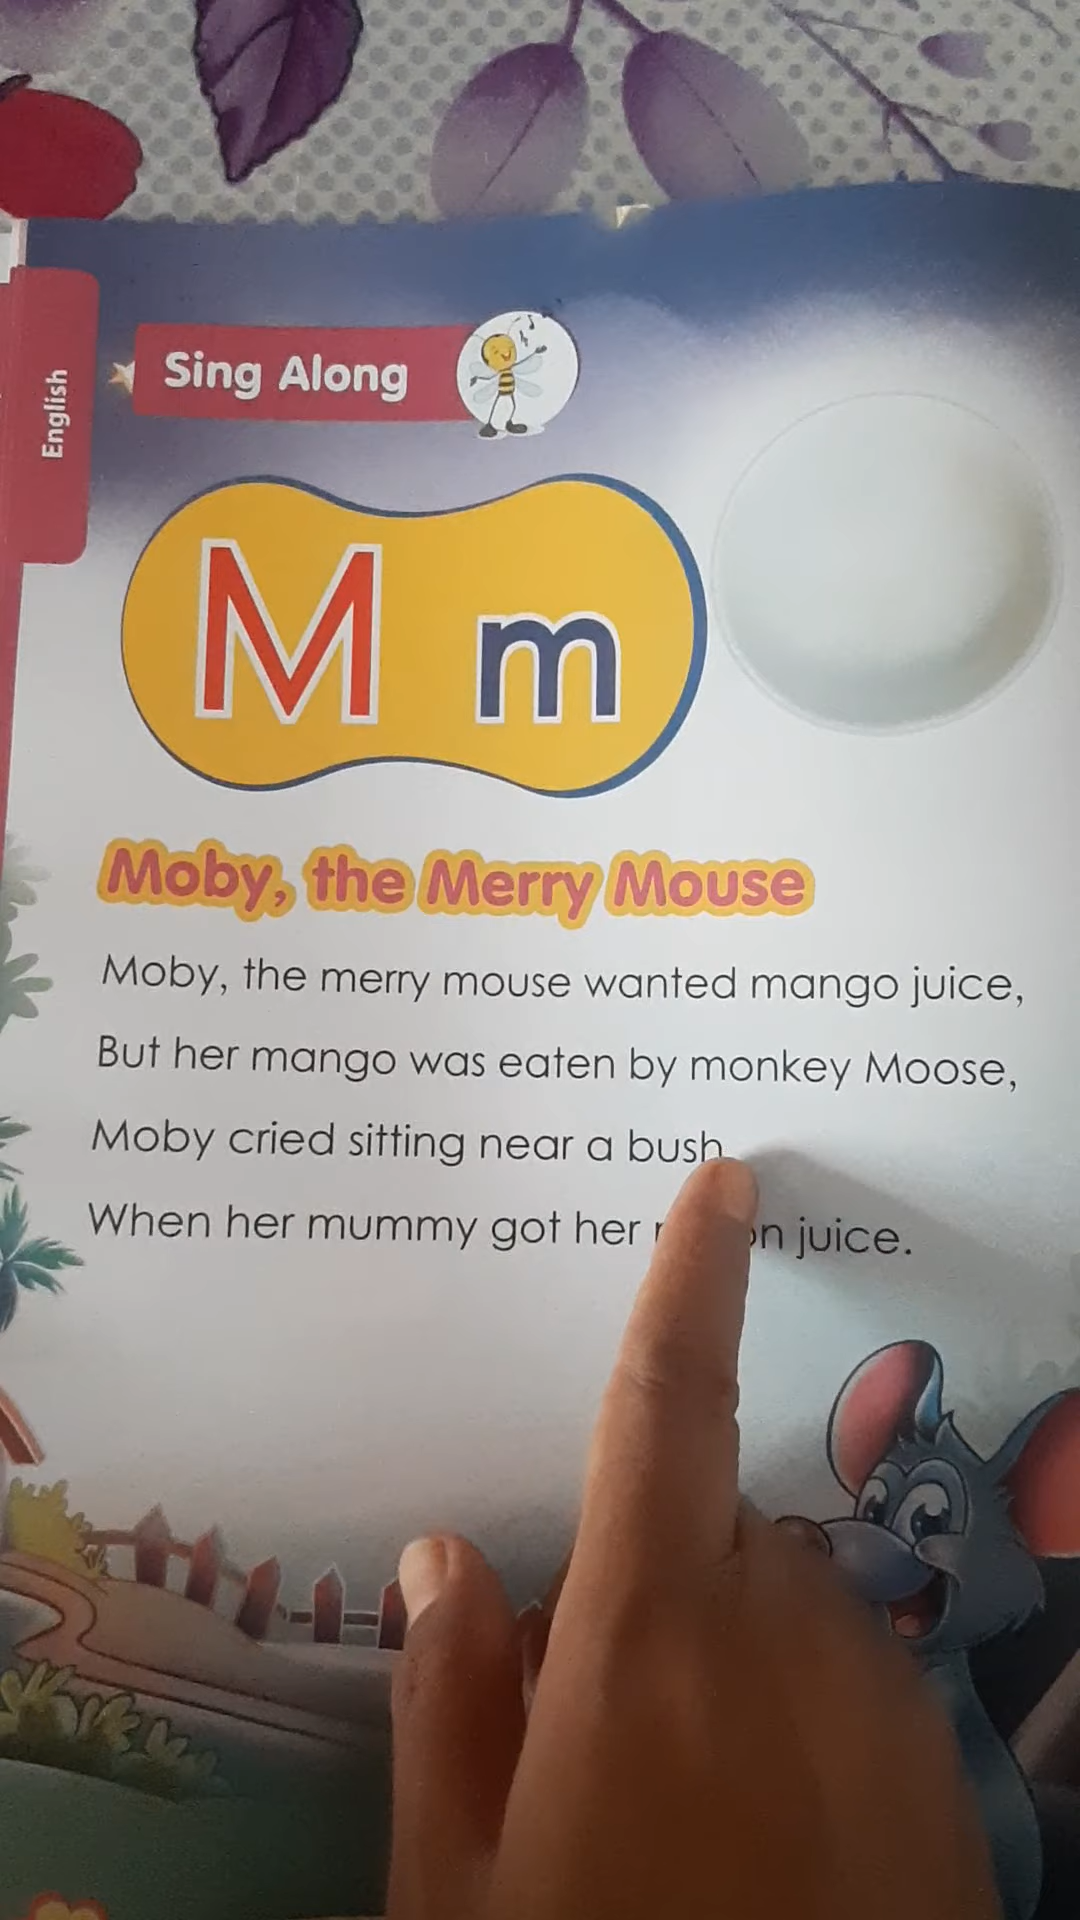 English
Sing Along
M m
Moby, the Merry Mouse
Moby, the merry mouse wanted mango juice,
But her mango was eaten by monkey Moose,
Moby cried sitting near a bush
When her mummy got her juice.